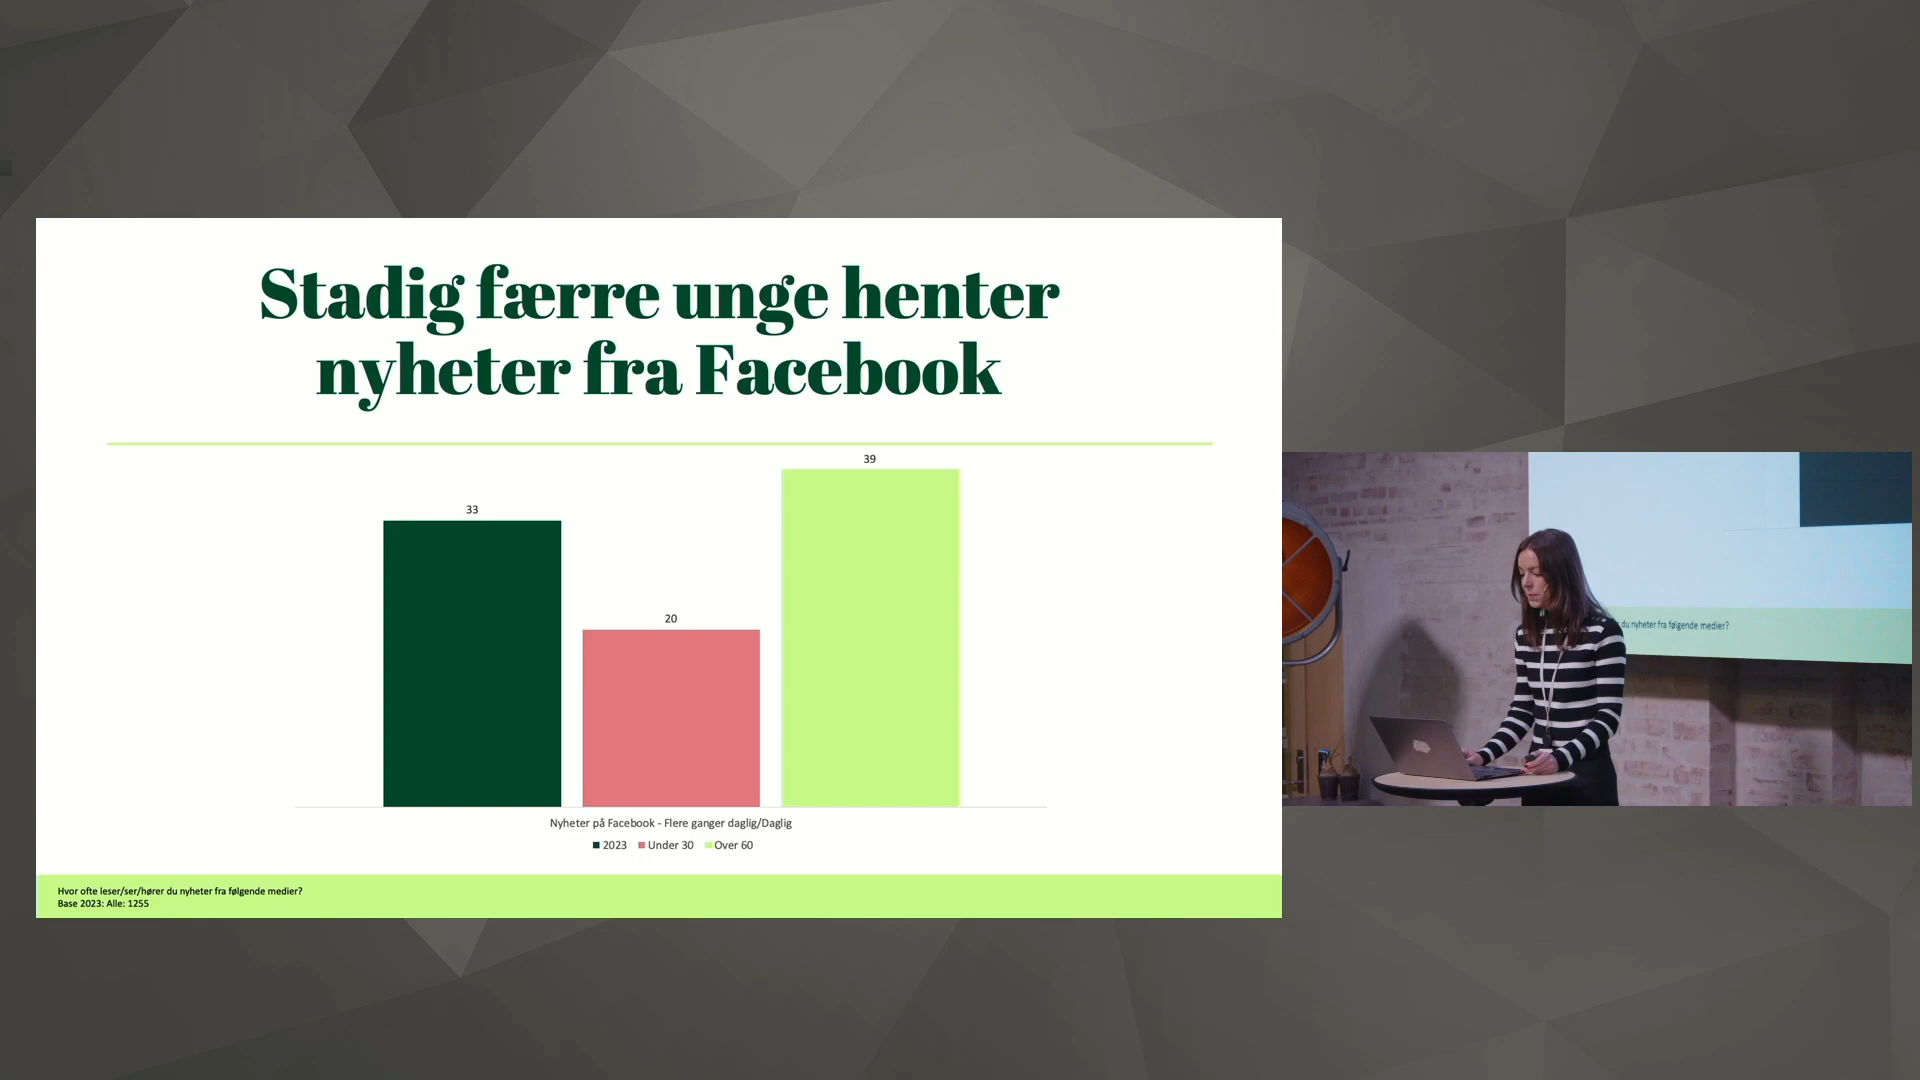 Stadig færre unge henter
nyheter fra Facebook
33
20
39
Nyheter på Facebook - Flere ganger daglig/Daglig
2023 Under 30 Over 60
Hvor ofte leser/ser/hører du nyheter fra følgende medier?
Base 2023: Alle: 1255
du nyheter fra følgende medier?